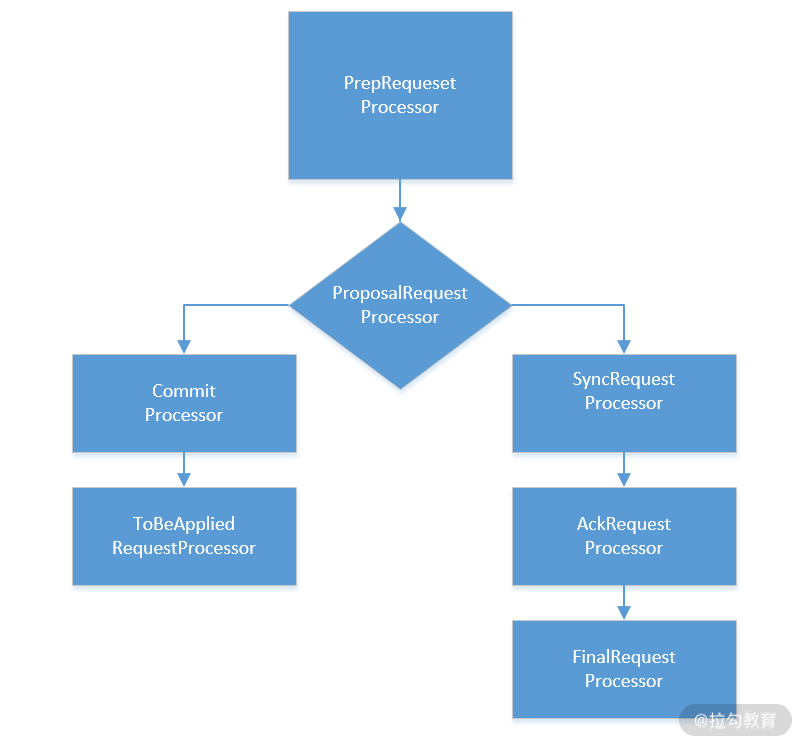 PrepRequeset
Processor
ProposalRequest
Processor
Commit
Processor
SyncRequest
Processor
ToBeApplied
RequestProcessor
AckRequest
Processor
FinalRequest
Processor
@拉勾教育